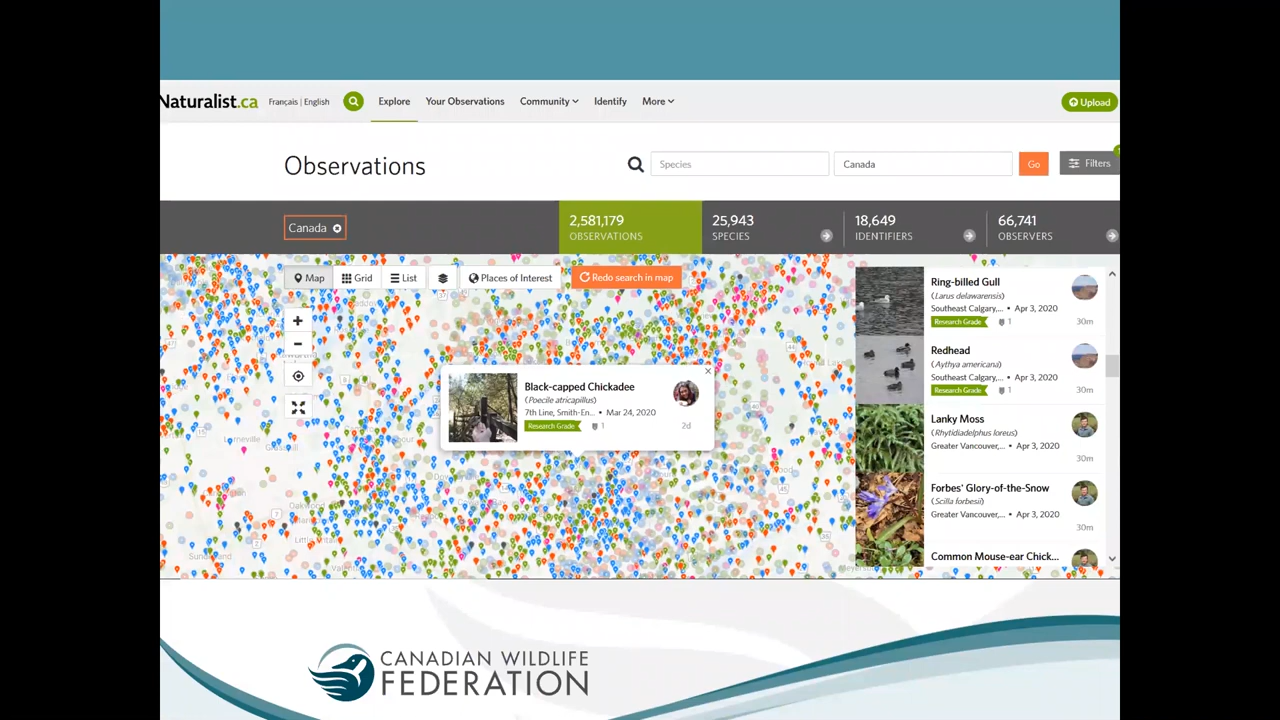 Naturalist.ca Français | English Explore Your Observations Community Identify More Upload
Observations Species Canada Go Filters
Canada
2,581,179
OBSERVATIONS
25,943
SPECIES
18,649
IDENTIFIERS
66,741
OBSERVERS
Map Grid List Places of Interest Redo search in map
Black-capped Chickadee
(Poecile atricapillus)
7th Line, Smith-En... • Mar 24, 2020
Research Grade 1 2d
Ring-billed Gull
(Larus delawarensis)
Southeast Calgary,... • Apr 3, 2020
Research Grade 1 30m
Redhead
(Aythya americana)
Southeast Calgary,... • Apr 3, 2020
Research Grade 1 30m
Lanky Moss
(Rhytidiadelphus loreus)
Greater Vancouver,... • Apr 3, 2020
30m
Forbes' Glory-of-the-Snow
(Scilla forbesii)
Greater Vancouver,... • Apr 3, 2020
30m
Common Mouse-ear Chick...
Lorneville
CANADIAN WILDLIFE
FEDERATION